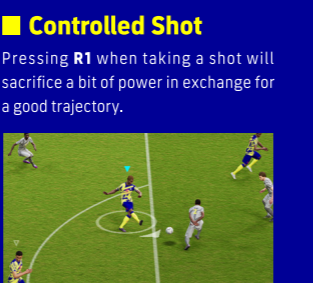 Controlled Shot
Pressing R1 when taking a shot will
sacrifice a bit of power in exchange for
a good trajectory.